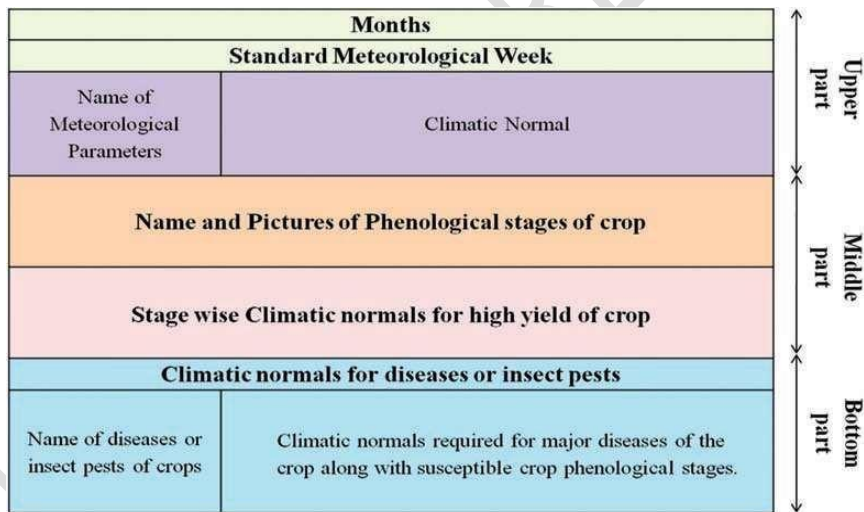 Months
Standard Meteorological Week
Name of
Meteorological
Parameters
Climatic Normal
Upper
part
Name and Pictures of Phenological stages of crop
Stage wise Climatic normals for high yield of crop
Middle
part
Climatic normals for diseases or insect pests
Name of diseases or
insect pests of crops
Climatic normals required for major diseases of the
crop along with susceptible crop phenological stages.
Bottom
part